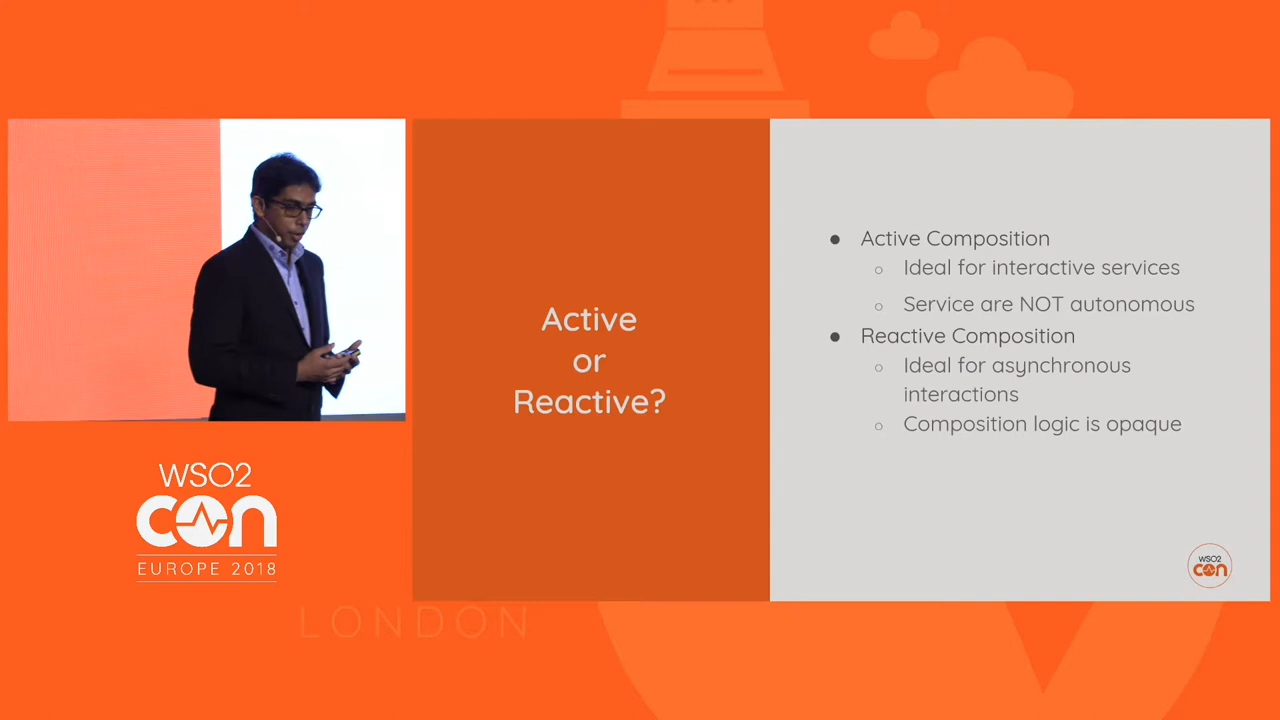 WSO2
con
EUROPE 2018
LONDON
Active
or
Reactive?
● Active Composition
○ Ideal for interactive services
○ Service are NOT autonomous
● Reactive Composition
○ Ideal for asynchronous
interactions
○ Composition logic is opaque
WSO2
con